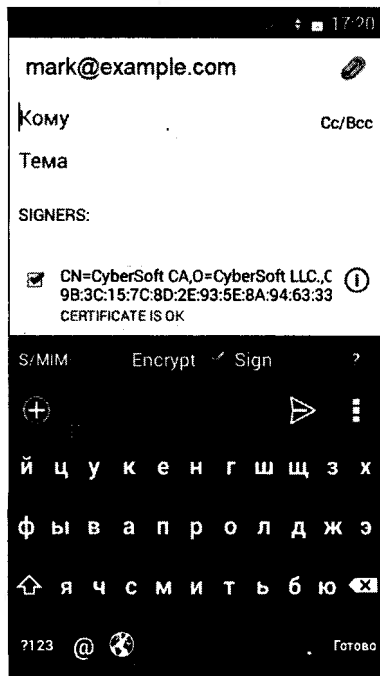 17:20
mark@example.com
Кому
Cc/Bcc
Тема
SIGNERS:
CN=CyberSoft CA,O=CyberSoft LLC.,C
9B:3C:15:7C:8D:2E:93:5E:8A:94:63:33
CERTIFICATE IS OK
S/MIM Encrypt Sign ?
й ц у к е н г ш щ з х
ф ы в а п р о л д ж э
я ч с м и т ь б ю
?123 @ . Готово